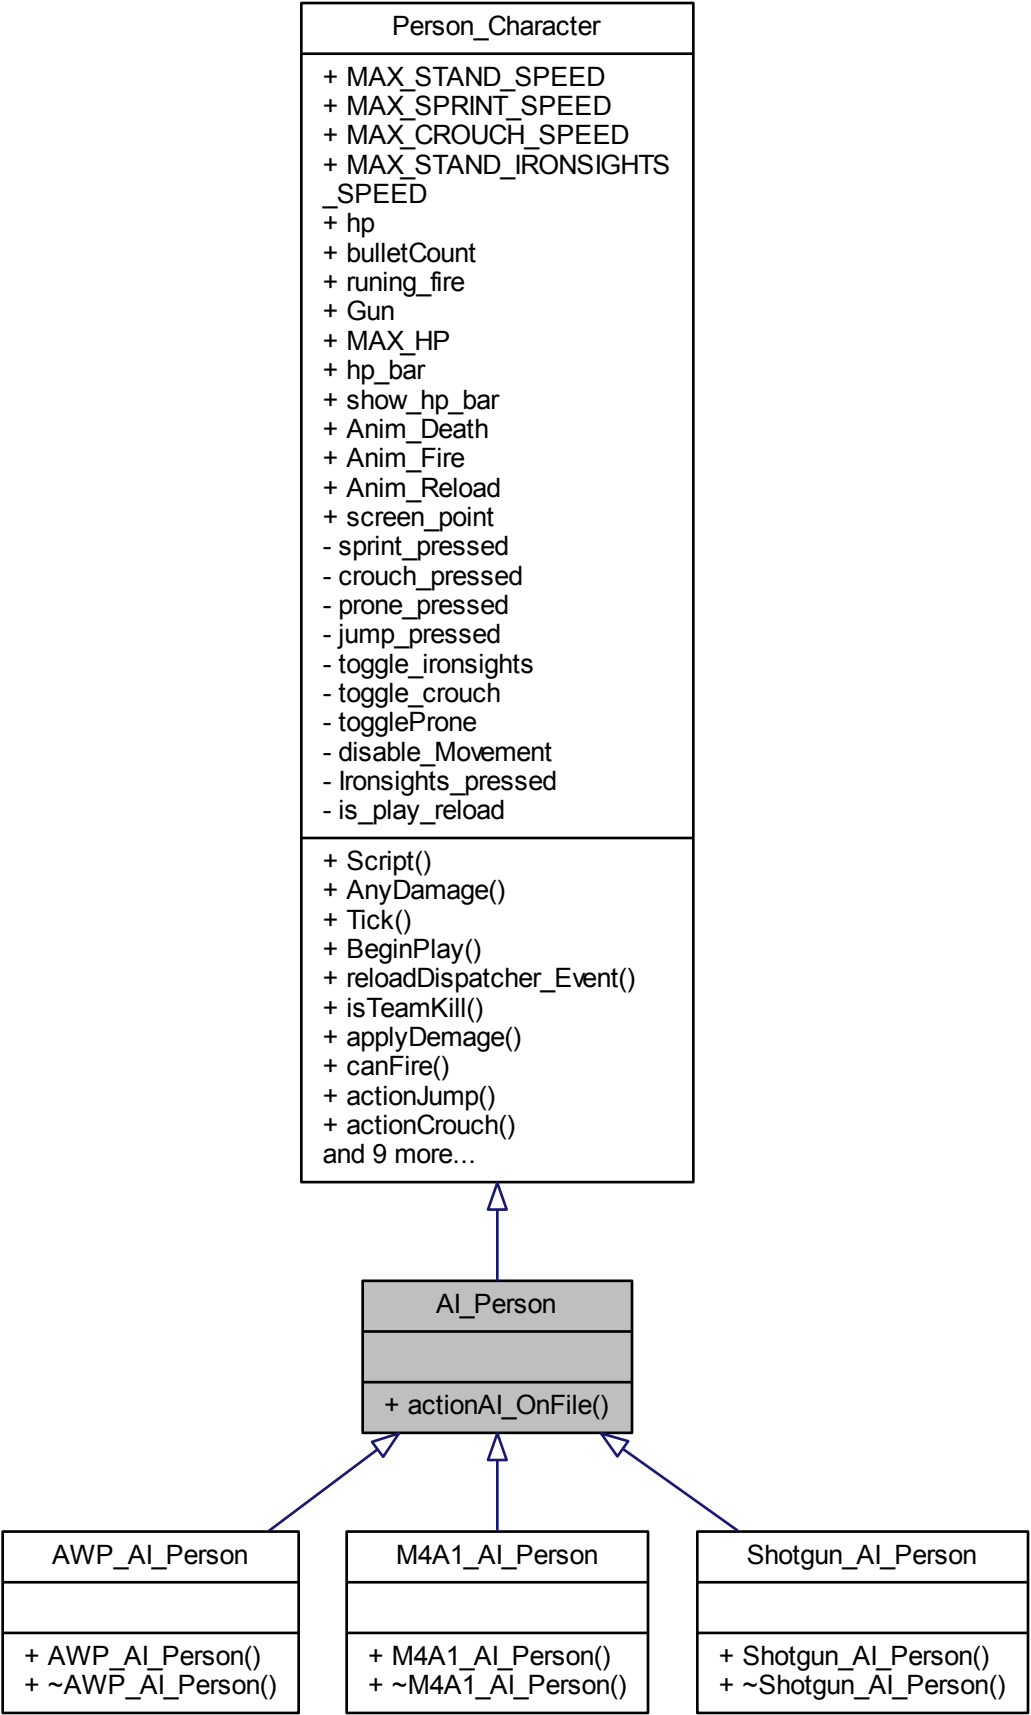 Person_Character
+ MAX_STAND_SPEED
+ MAX_SPRINT_SPEED
+ MAX_CROUCH_SPEED
+ MAX_STAND_IRONSIGHTS
_SPEED
+ hp
+ bulletCount
+ runing_fire
+ Gun
+ MAX_HP
+ hp_bar
+ show_hp_bar
+ Anim_Death
+ Anim_Fire
+ Anim_Reload
+ screen_point
- sprint_pressed
- crouch_pressed
- prone_pressed
- jump_pressed
- toggle_ironsights
- toggle_crouch
- toggleProne
- disable_Movement
- Ironsights_pressed
- is_play_reload
+ Script()
+ AnyDamage()
+ Tick()
+ BeginPlay()
+ reloadDispatcher_Event()
+ isTeamKill()
+ applyDemage()
+ canFire()
+ actionJump()
+ actionCrouch()
and 9 more...
AI_Person
+ actionAI_OnFile()
AWP_AI_Person
+ AWP_AI_Person()
+ ~AWP_AI_Person()
M4A1_AI_Person
+ M4A1_AI_Person()
+ ~M4A1_AI_Person()
Shotgun_AI_Person
+ Shotgun_AI_Person()
+ ~Shotgun_AI_Person()